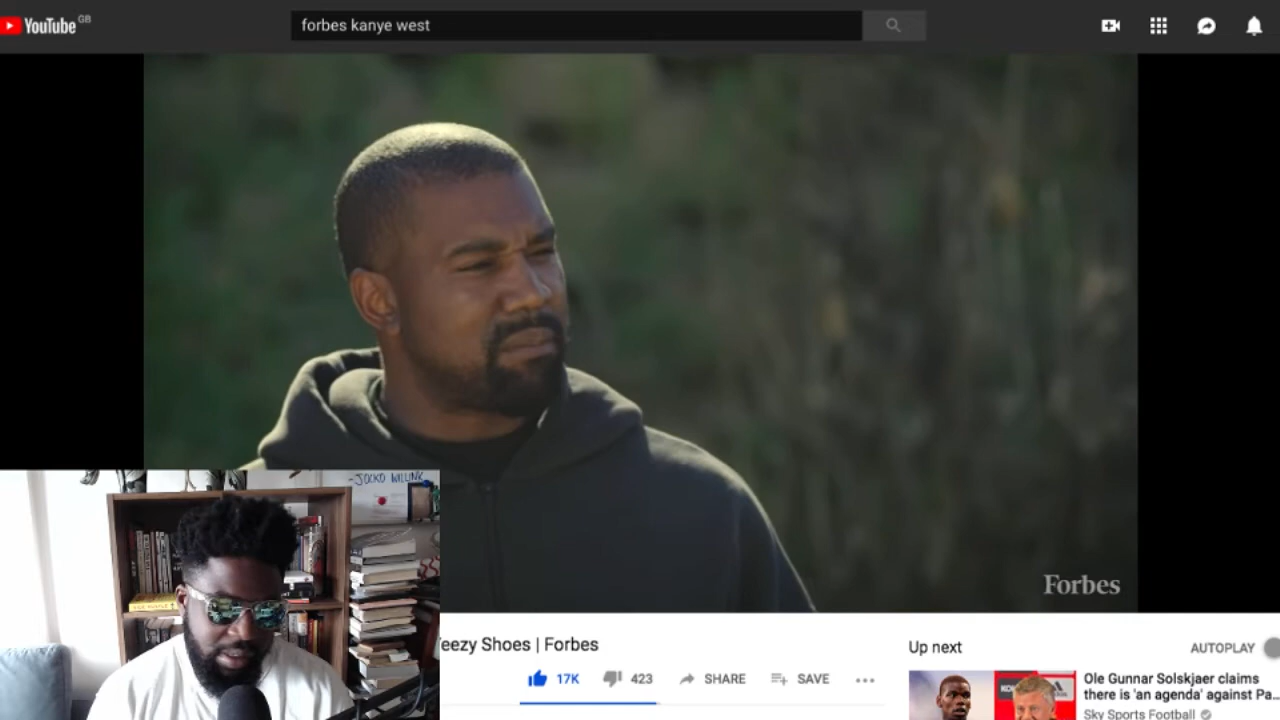 YouTube GB
forbes kanye west
Forbes
-JOCKO WILLINK
eezy Shoes | Forbes
17K
423
SHARE
SAVE
Up next
AUTOPLAY
Ole Gunnar Solskjaer claims
there is 'an agenda' against Pa...
Sky Sports Football